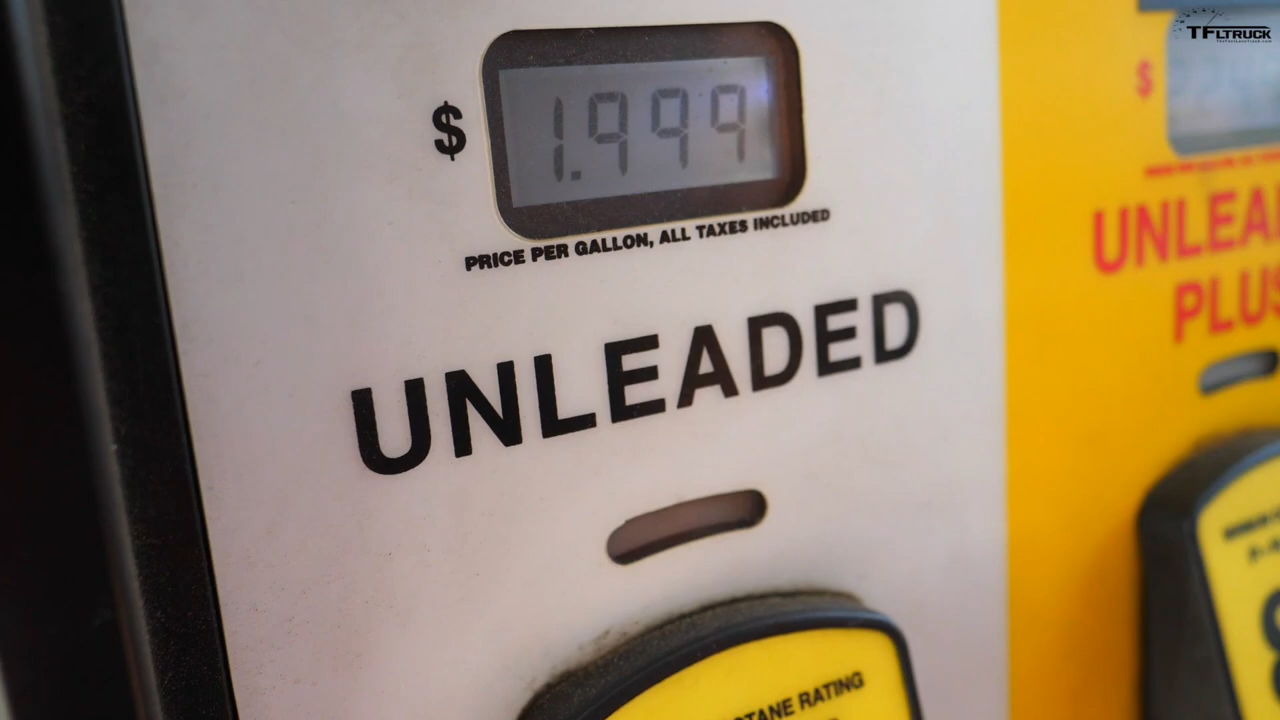 $ 1.999
PRICE PER GALLON, ALL TAXES INCLUDED
UNLEADED
OCTANE RATING
TFLTRUCK
$
UNLEA
PLUS